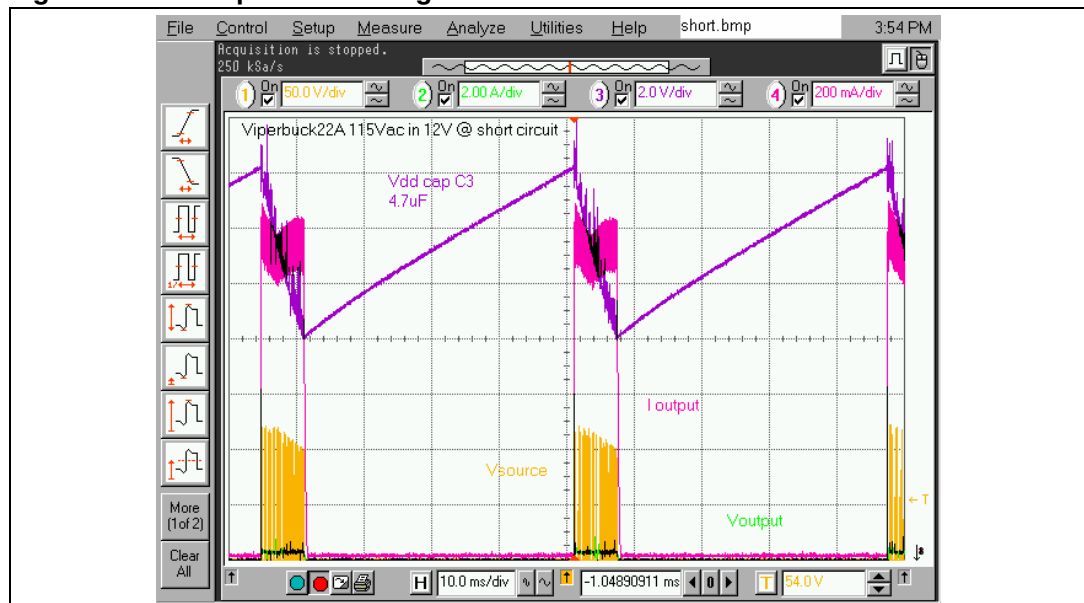 File Control Setup Measure Analyze Utilities Help short.bmp 3:54 PM
Acquisition is stopped.
250 kSa/s
1 On 50.0 V/div 2 On 2.00 A/div 3 On 2.0 V/div 4 On 200 mA/div
Viperbuck22A 115Vac in 12V @ short circuit
Vdd cap C3
4.7uF
I output
Vsource
Voutput
T
More
(1 of 2)
Clear
All
H 10.0 ms/div -1.04890911 ms 0 T 54.0 V